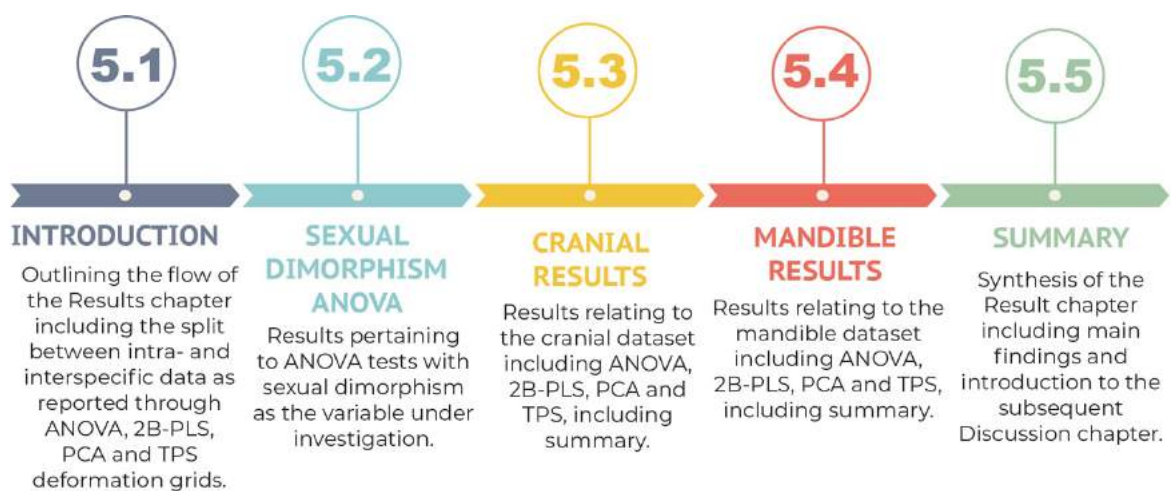 5.1
INTRODUCTION
Outlining the flow of
the Results chapter
including the split
between intra- and
interspecific data as
reported through
ANOVA, 2B-PLS,
PCA and TPS
deformation grids.
5.2
SEXUAL
DIMORPHISM
ANOVA
Results pertaining
to ANOVA tests with
sexual dimorphism
as the variable under
investigation.
5.3
CRANIAL
RESULTS
Results relating to
the cranial dataset
including ANOVA,
2B-PLS, PCA and
TPS, including
summary.
5.4
MANDIBLE
RESULTS
Results relating to the
mandible dataset
including ANOVA,
2B-PLS, PCA and TPS,
including summary.
5.5
SUMMARY
Synthesis of the
Result chapter
including main
findings and
introduction to the
subsequent
Discussion chapter.